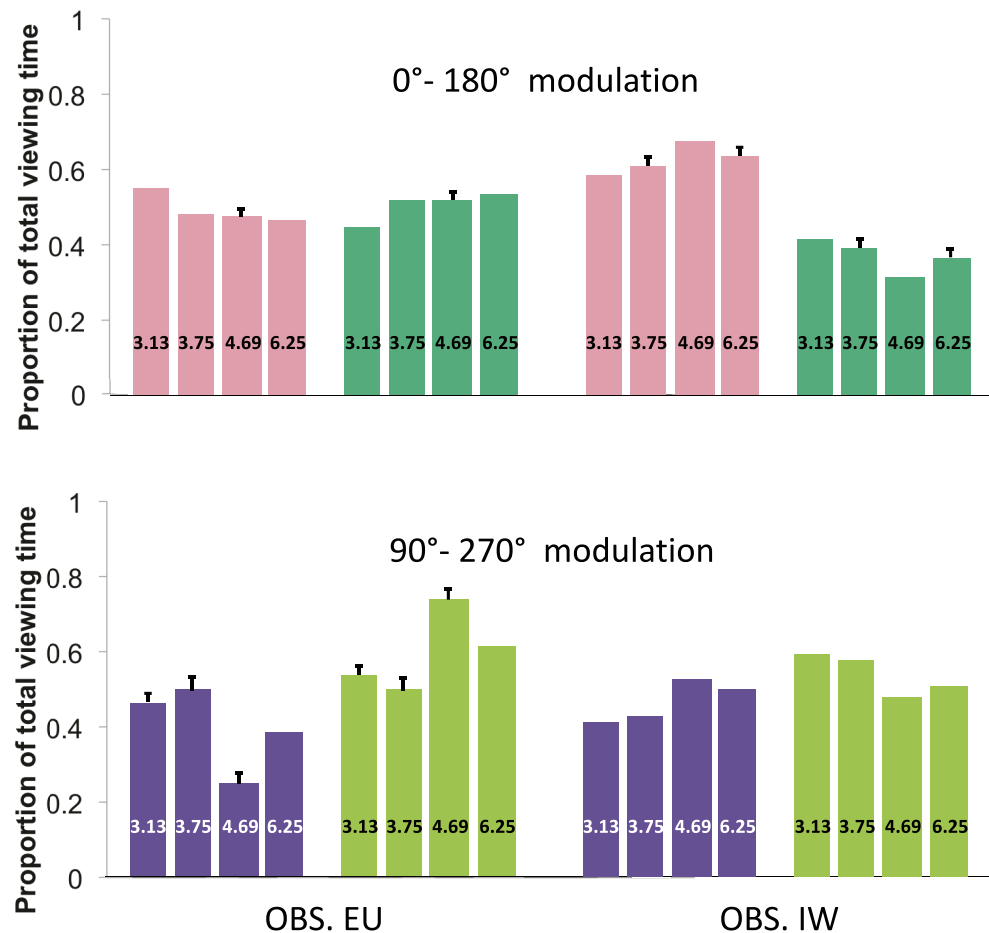 Proportion of total viewing time
1
0.8
0.6
0.4
0.2
0
0°- 180°  modulation
3.13 3.75 4.69 6.25 3.13 3.75 4.69 6.25 3.13 3.75 4.69 6.25 3.13 3.75 4.69 6.25
Proportion of total viewing time
1
0.8
0.6
0.4
0.2
0
90°- 270°  modulation
3.13 3.75 4.69 6.25 3.13 3.75 4.69 6.25 3.13 3.75 4.69 6.25 3.13 3.75 4.69 6.25
OBS. EU OBS. IW